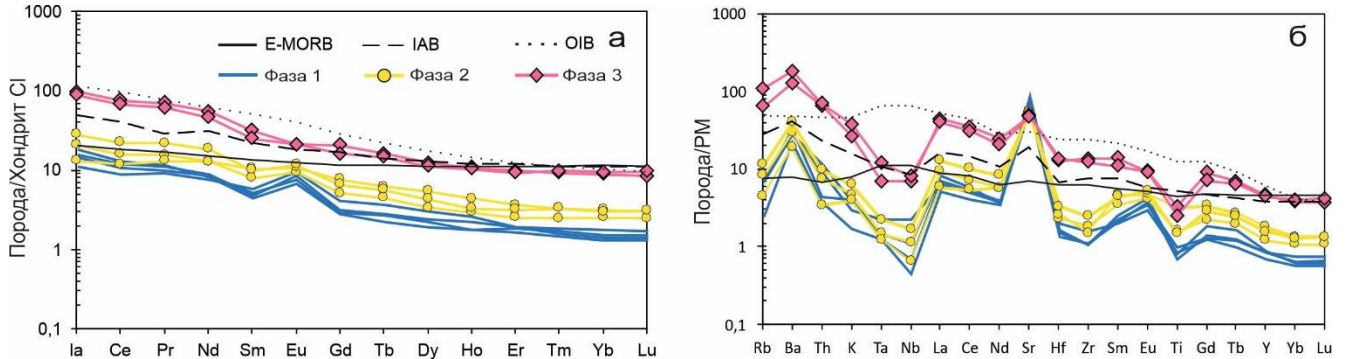 Порода/Хондрит CI
1000
100
10
1
0,1
E-MORB
IAB
OIB
a
Фаза 1
Фаза 2
Фаза 3
Ia Ce Pr Nd Sm Eu Gd Tb Dy Ho Er Tm Yb Lu
Порода/PM
1000
100
10
1
0,1
б
Rb Ba Th K Ta Nb La Ce Nd Sr Hf Zr Sm Eu Ti Gd Tb Y Yb Lu